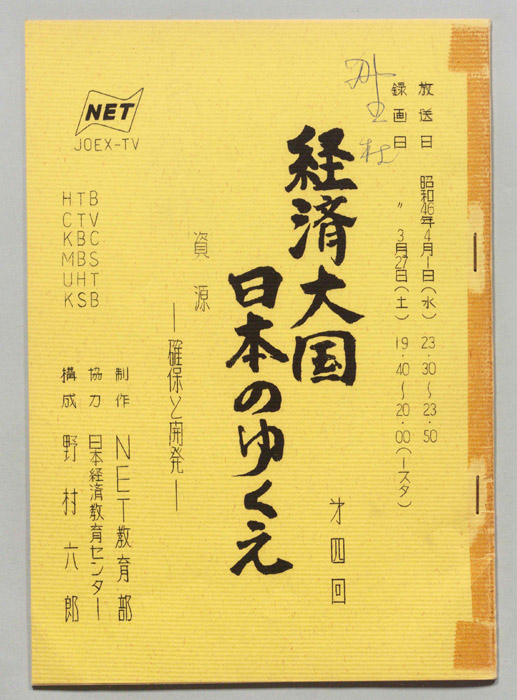 放送日 昭和46年4月1日(水) 23.30〜23.50
録画日 〃 3月27日(土) 19.40〜20.00(1スタ)
経済大国
日本のゆくえ
才四回
資源
―確保と開発―
NET
JOEX-TV
HTB
CTV
KBC
MBS
UHT
KSB
制作 NET教育部
協力 日本経済教育センター
構成 野村六郎